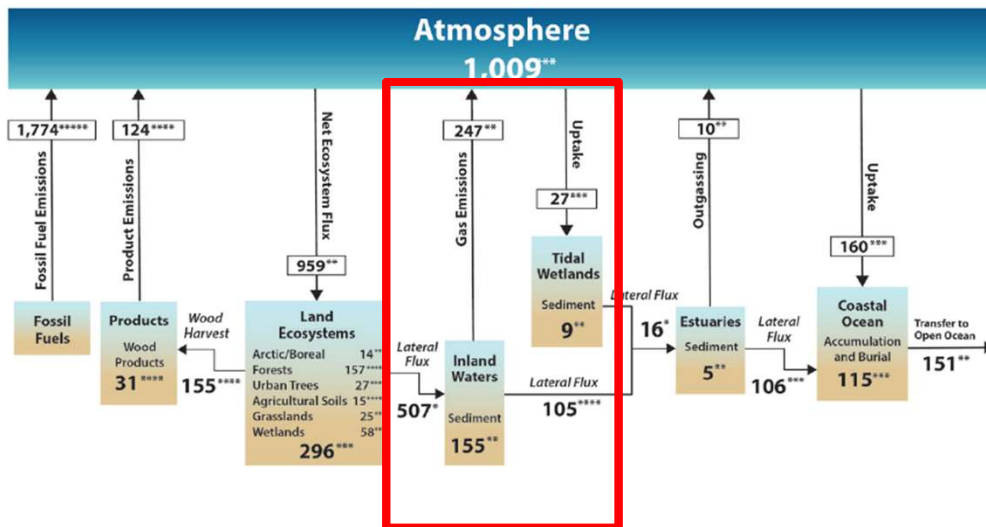 Atmosphere
1,009***
1,774*****
124****
Net Ecosystem Flux
247**
Uptake
10**
Uptake
Fossil Fuel Emissions
Product Emissions
959**
Gas Emissions
27***
Outgassing
160***
Fossil
Fuels
Products
Wood
Products
31****
Wood
Harvest
155****
Land
Ecosystems
Arctic/Boreal 14**
Forests 157****
Urban Trees 27***
Agricultural Soils 15****
Grasslands 25**
Wetlands 58**
296***
Lateral
Flux
507*
Inland
Waters
Sediment
155**
Tidal
Wetlands
Sediment
9**
Lateral Flux
16*
Lateral Flux
105****
Estuaries
Sediment
5**
Lateral
Flux
106***
Coastal
Ocean
Accumulation
and Burial
115***
Transfer to
Open Ocean
151**